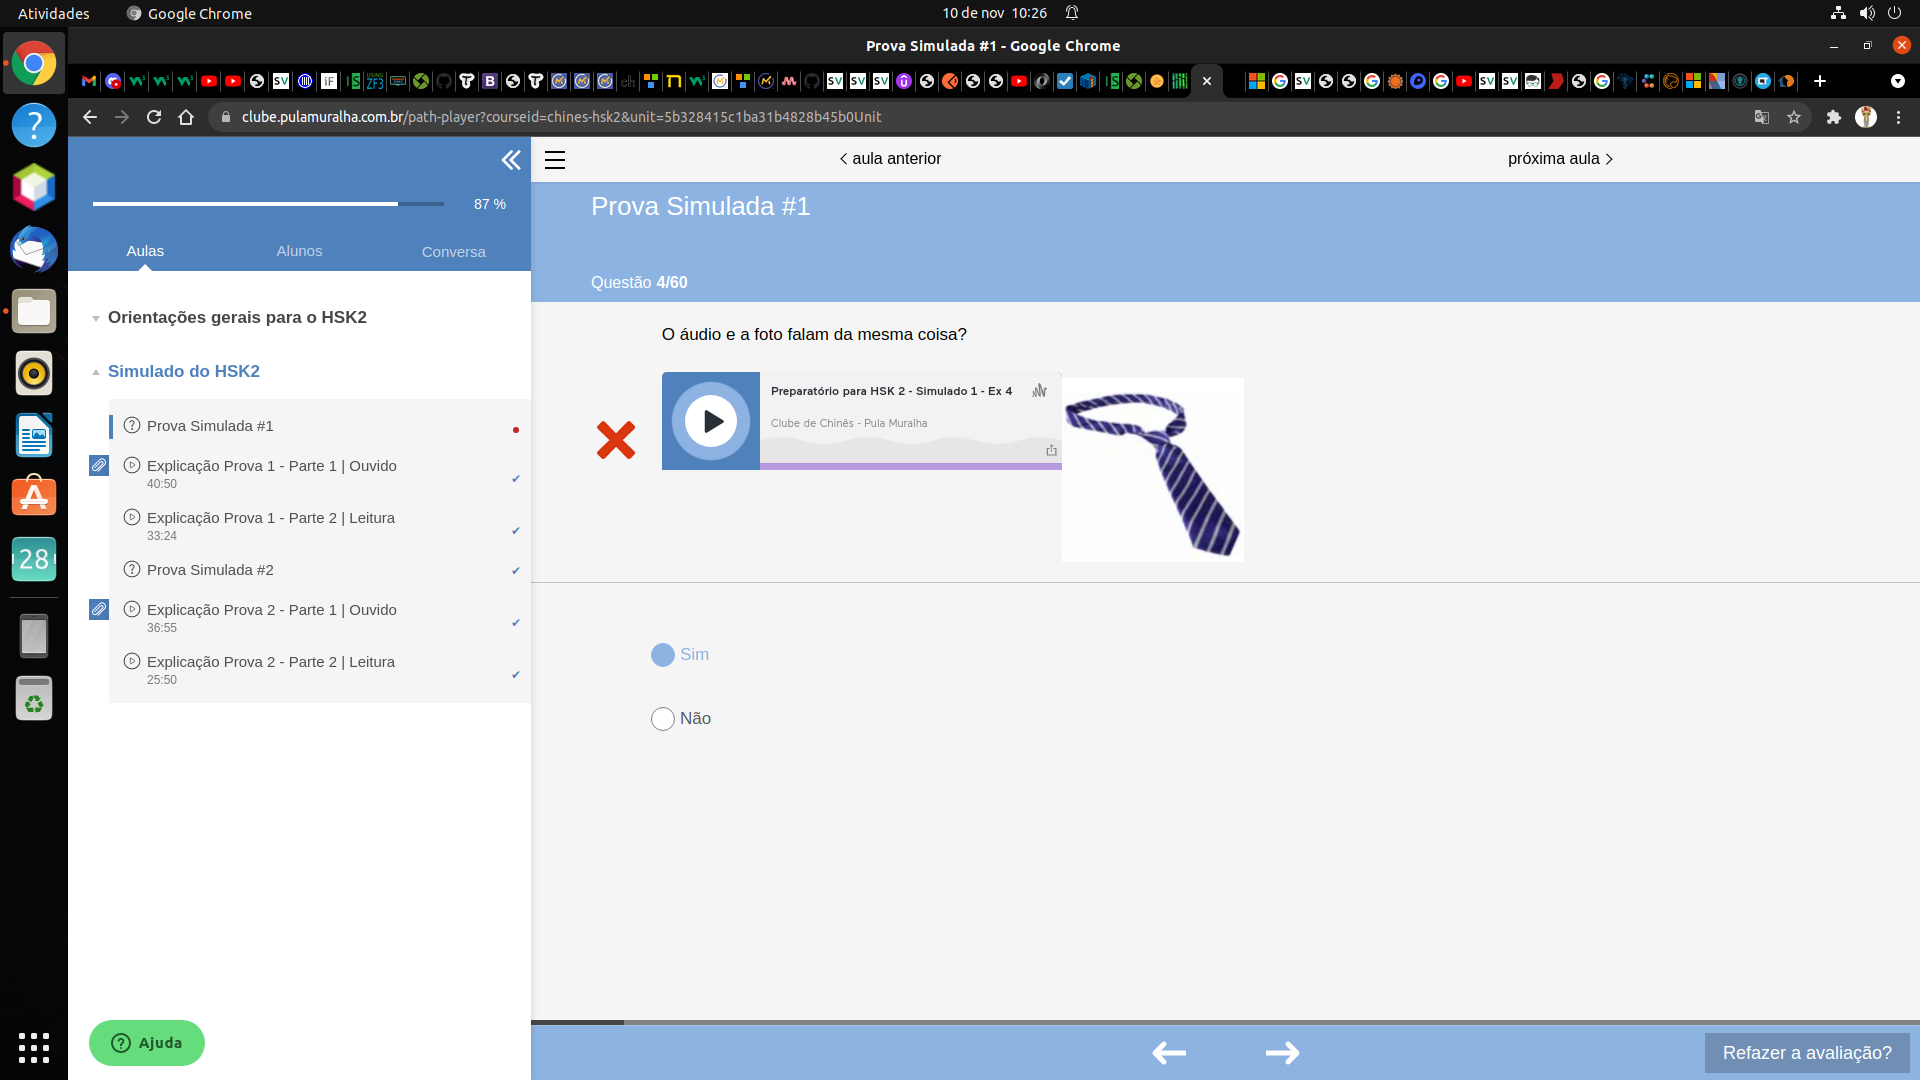 Atividades
Google Chrome
10 de nov 10:26
Prova Simulada #1 - Google Chrome
clube.pulamuralha.com.br/path-player?courseid=chines-hsk2&unit=5b328415c1ba31b4828b45b0Unit
aula anterior
próxima aula
87 %
Aulas
Alunos
Conversa
Orientações gerais para o HSK2
Simulado do HSK2
Prova Simulada #1
Explicação Prova 1 - Parte 1 | Ouvido
40:50
Explicação Prova 1 - Parte 2 | Leitura
33:24
Prova Simulada #2
Explicação Prova 2 - Parte 1 | Ouvido
36:55
Explicação Prova 2 - Parte 2 | Leitura
25:50
Ajuda
28
Prova Simulada #1
Questão 4/60
O áudio e a foto falam da mesma coisa?
Preparatório para HSK 2 - Simulado 1 - Ex 4
Clube de Chinês - Pula Muralha
Sim
Não
Refazer a avaliação?